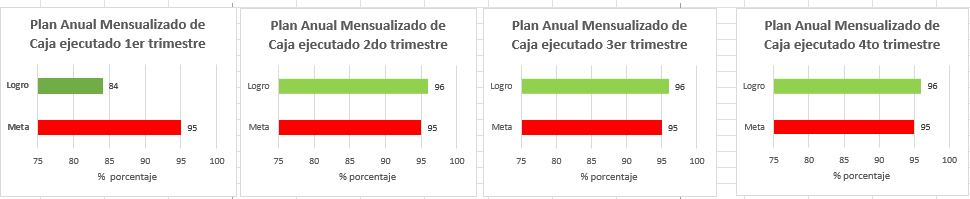 Plan Anual Mensualizado de
Caja ejecutado 1er trimestre
Logro
84
Meta
95
75 80 85 90 95 100
% porcentaje
Plan Anual Mensualizado de
Caja ejecutado 2do trimestre
Logro
96
Meta
95
75 80 85 90 95 100
% porcentaje
Plan Anual Mensualizado de
Caja ejecutado 3er trimestre
Logro
96
Meta
95
75 80 85 90 95 100
% porcentaje
Plan Anual Mensualizado de
Caja ejecutado 4to trimestre
Logro
96
Meta
95
75 80 85 90 95 100
% porcentaje